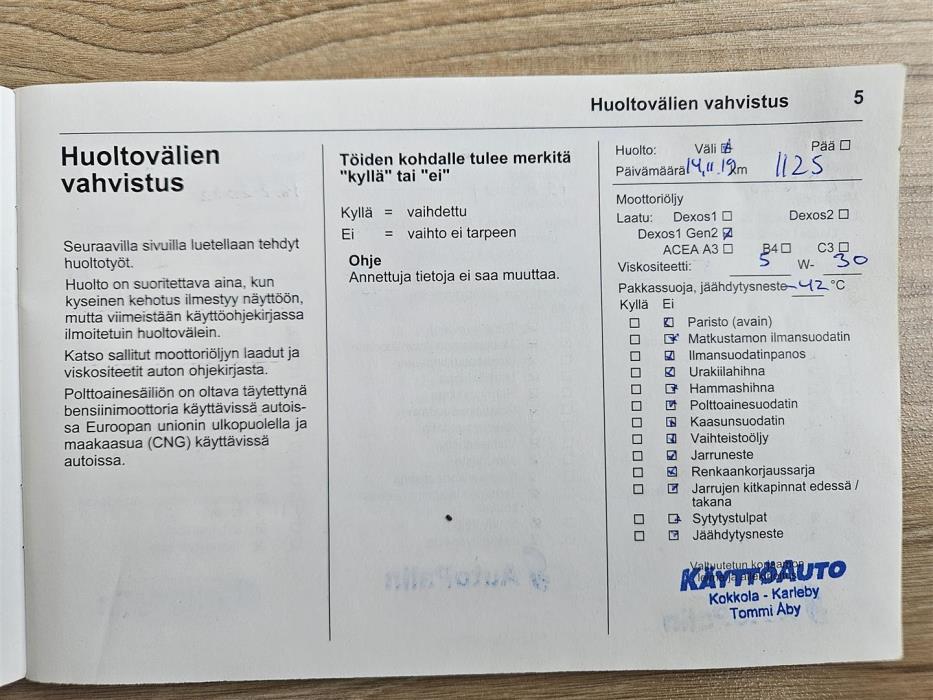 Huoltovälien vahvistus 5
Huoltovälien
vahvistus
Seuraavilla sivuilla luetellaan tehdyt
huoltotyöt.
Huolto on suoritettava aina, kun
kyseinen kehotus ilmestyy näyttöön,
mutta viimeistään käyttöohjekirjassa
ilmoitetuin huoltovälein.
Katso sallitut moottoriöljyn laadut ja
viskositeetit auton ohjekirjasta.
Polttoainesäiliön on oltava täytettynä
bensiinimoottoria käyttävissä autois-
sa Euroopan unionin ulkopuolella ja
maakaasua (CNG) käyttävissä
autoissa.
Töiden kohdalle tulee merkitä
"kyllä" tai "ei"
Kyllä = vaihdettu
Ei = vaihto ei tarpeen
Ohje
Annettuja tietoja ei saa muuttaa.
Huolto: Väli Pää
Päivämäärä 14.11.19 km 1125
Moottoriöljy
Laatu: Dexos1 Dexos2
Dexos1 Gen2
ACEA A3 B4 C3
Viskositeetti: 5 W- 30
Pakkassuoja, jäähdytysneste -42 °C
Kyllä Ei
Paristo (avain)
Matkustamon ilmansuodatin
Ilmansuodatinpanos
Urakiilahihna
Hammashihna
Polttoainesuodatin
Kaasunsuodatin
Vaihteistoöljy
Jarruneste
Renkaankorjaussarja
Jarrujen kitkapinnat edessä /
takana
Sytytystulpat
Jäähdytysneste
Valtuutetun korjaamon
KÄYTTÖAUTO
Kokkola - Karleby
Tommi Åby